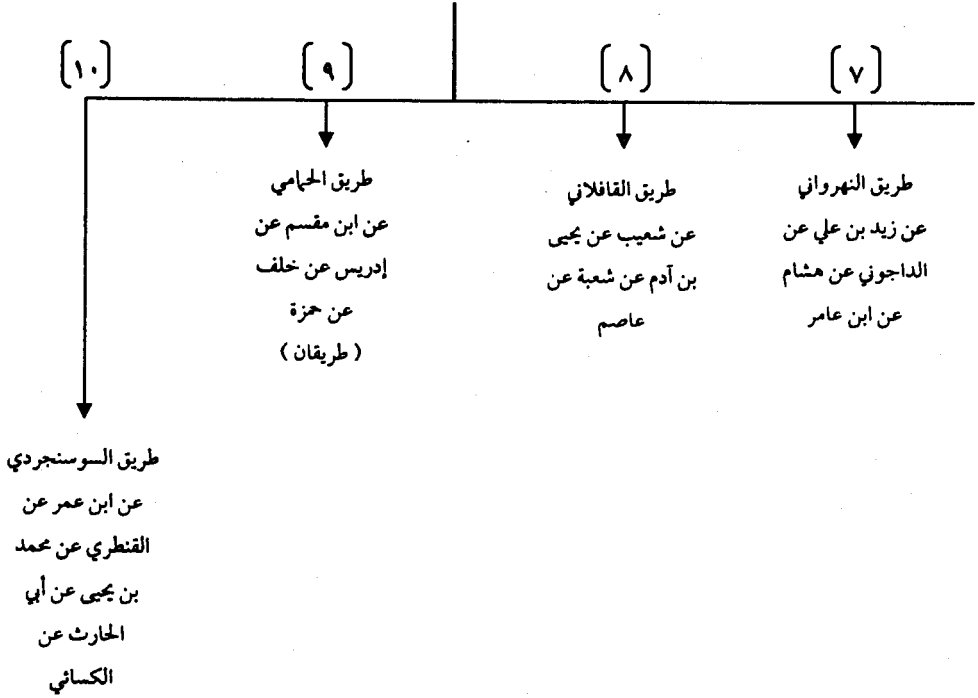 [٧]
طريق النهرواني
عن زيد بن علي عن
الداجوني عن هشام
عن ابن عامر
[٨]
طريق القافلاني
عن شعيب عن يحيى
بن آدم عن شعبة عن
عاصم
[٩]
طريق الحمامي
عن ابن مقسم عن
إدريس عن خلف
عن حمزة
( طريقان )
[١٠]
طريق السوسنجردي
عن ابن عمر عن
القنطري عن محمد
بن يحيى عن أبي
الحارث عن
الكسائي